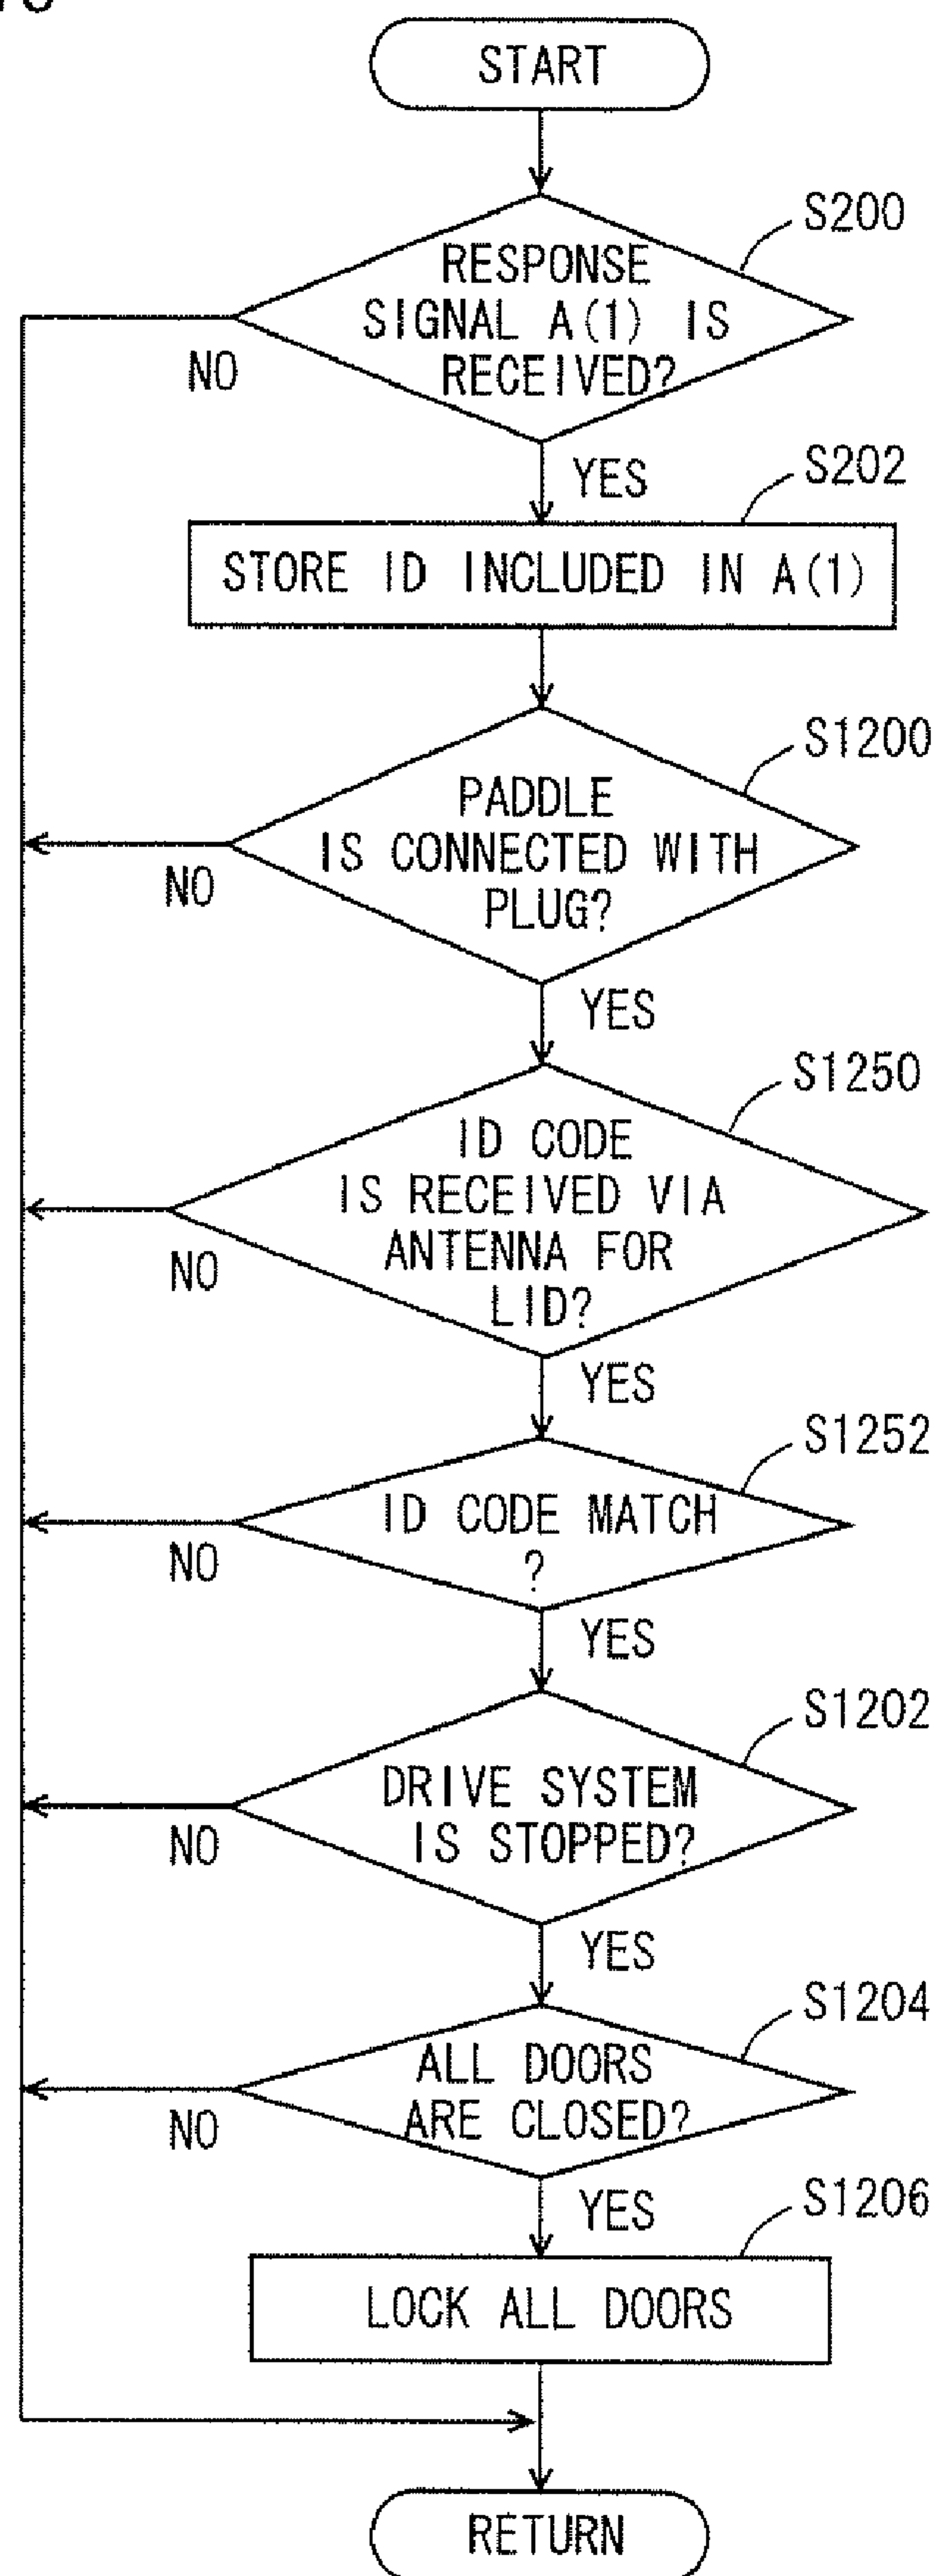 START
S200
RESPONSE
SIGNAL A(1) IS
RECEIVED?
NO
YES
S202
STORE ID INCLUDED IN A(1)
S1200
PADDLE
IS CONNECTED WITH
PLUG?
NO
YES
S1250
ID CODE
IS RECEIVED VIA
ANTENNA FOR
LID?
NO
YES
S1252
ID CODE MATCH
?
NO
YES
S1202
DRIVE SYSTEM
IS STOPPED?
NO
YES
S1204
ALL DOORS
ARE CLOSED?
NO
YES
S1206
LOCK ALL DOORS
RETURN